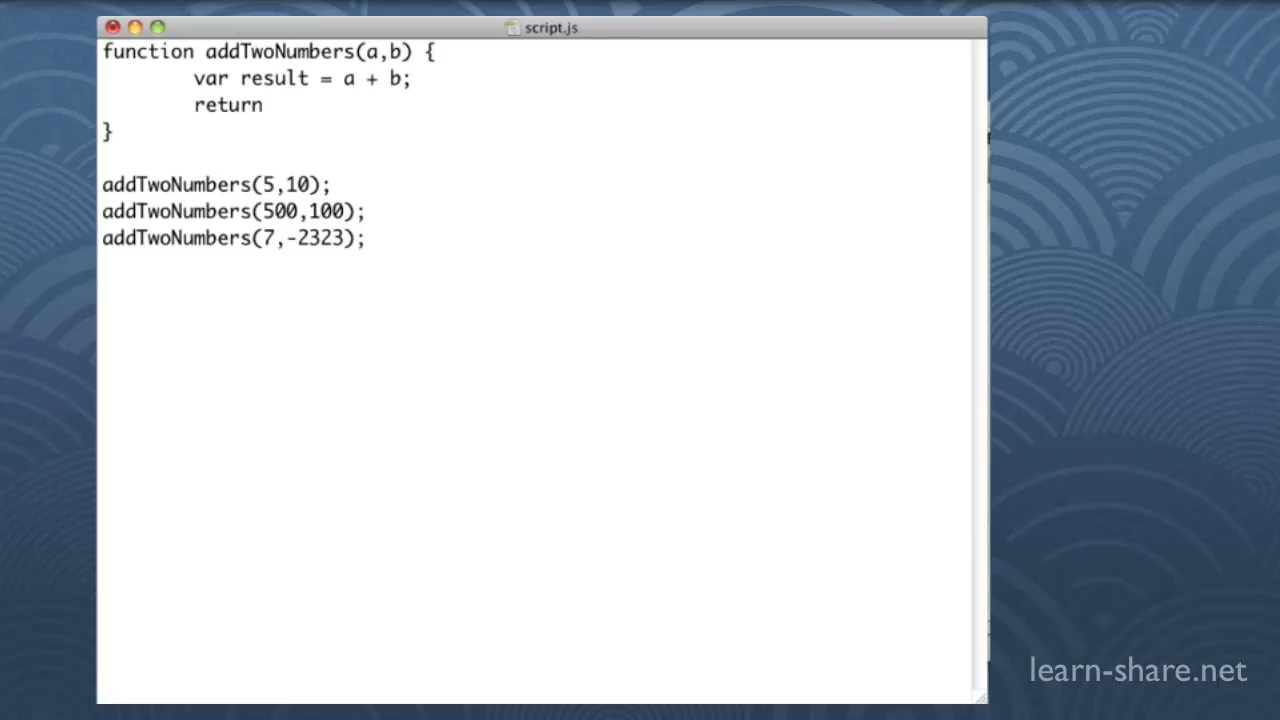 script.js
function addTwoNumbers(a,b) {
        var result = a + b;
        return
}
addTwoNumbers(5,10);
addTwoNumbers(500,100);
addTwoNumbers(7,-2323);
learn-share.net